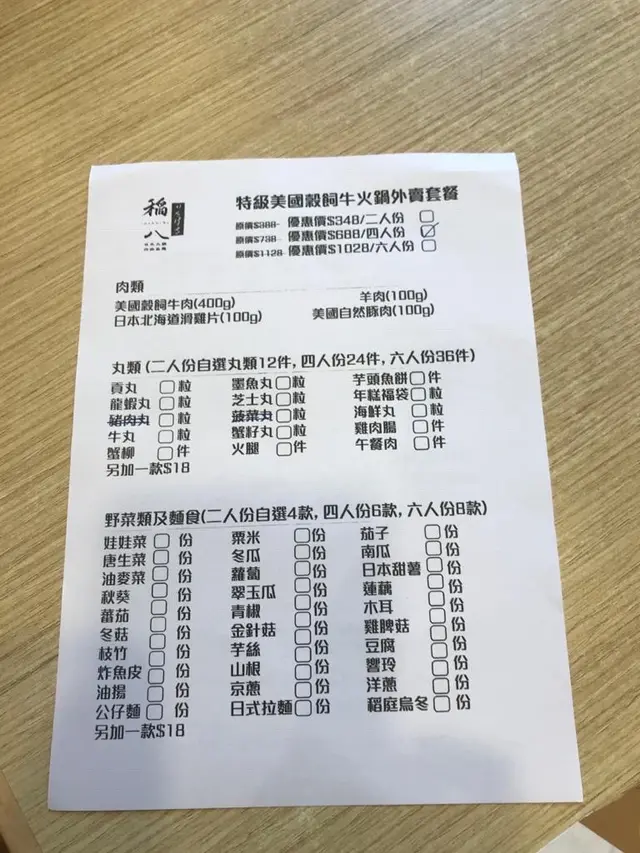 稲八
特級美國穀飼牛火鍋外賣套餐
原價$388- 優惠價$348/二人份
原價$738- 優惠價$688/四人份
原價$1128- 優惠價$1028/六人份
肉類
美國穀飼牛肉(400g) 羊肉(100g)
日本北海道滑雞片(100g) 美國自然豚肉(100g)
丸類 (二人份自選丸類12件, 四人份24件, 六人份36件)
貢丸 粒 墨魚丸 粒 芋頭魚餅 件
龍蝦丸 粒 芝士丸 粒 年糕福袋 粒
豬肉丸 粒 菠菜丸 粒 海鮮丸 粒
牛丸 粒 蟹籽丸 粒 雞肉腸 件
蟹柳 件 火腿 件 午餐肉 件
另加一款$18
野菜類及麵食(二人份自選4款, 四人份6款, 六人份8款)
娃娃菜 份 粟米 份 茄子 份
唐生菜 份 冬瓜 份 南瓜 份
油麥菜 份 蘿蔔 份 日本甜薯 份
秋葵 份 翠玉瓜 份 蓮藕 份
蕃茄 份 青椒 份 木耳 份
冬菇 份 金針菇 份 雞脾菇 份
枝竹 份 芋絲 份 豆腐 份
炸魚皮 份 山根 份 響玲 份
油揚 份 京蔥 份 洋蔥 份
公仔麵 份 日式拉麵 份 稻庭烏冬 份
另加一款$18